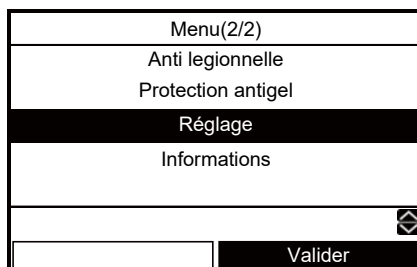 Menu(2/2)
Anti legionnelle
Protection antigel
Réglage
Informations
Valider